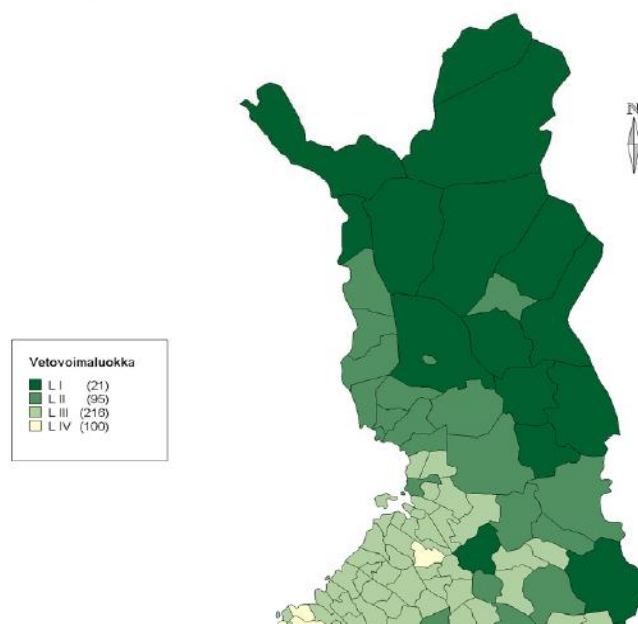 N
Vetovoimaluokka
L I (21)
L II (95)
L III (216)
L IV (100)